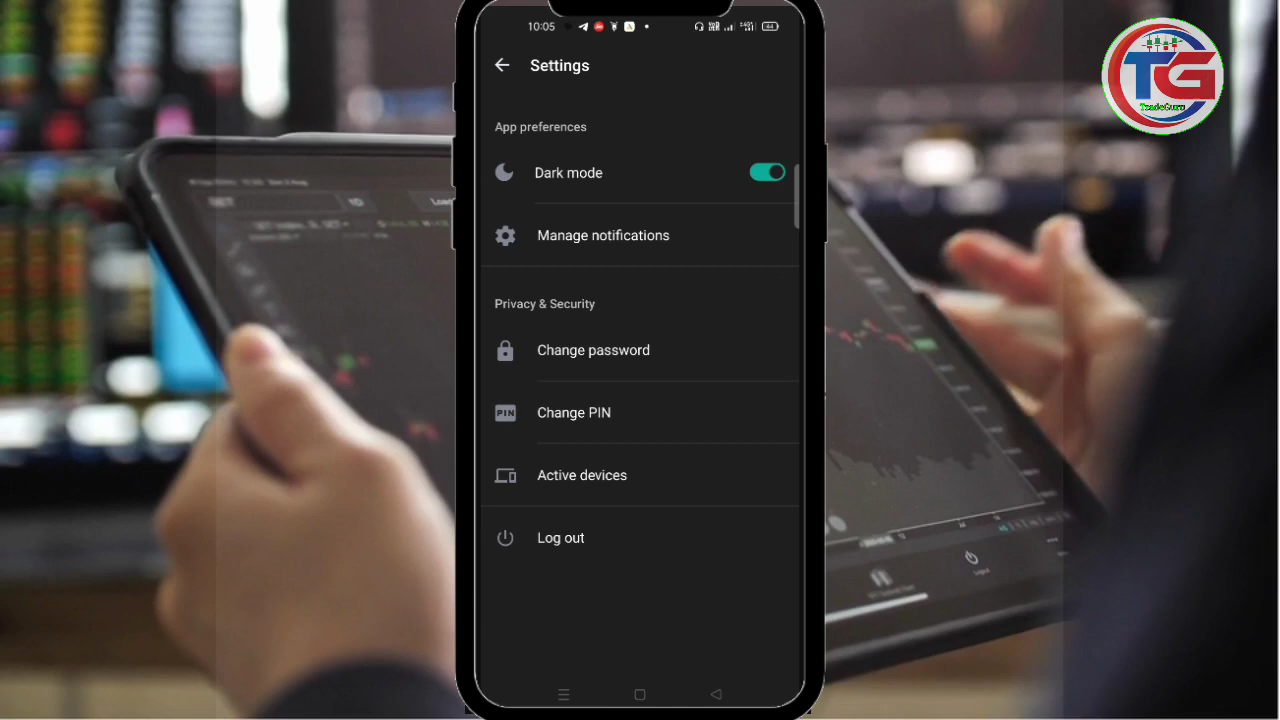 10:05
Settings
App preferences
Dark mode
Manage notifications
Privacy & Security
Change password
PIN
Change PIN
Active devices
Log out
TG
TradeGuru